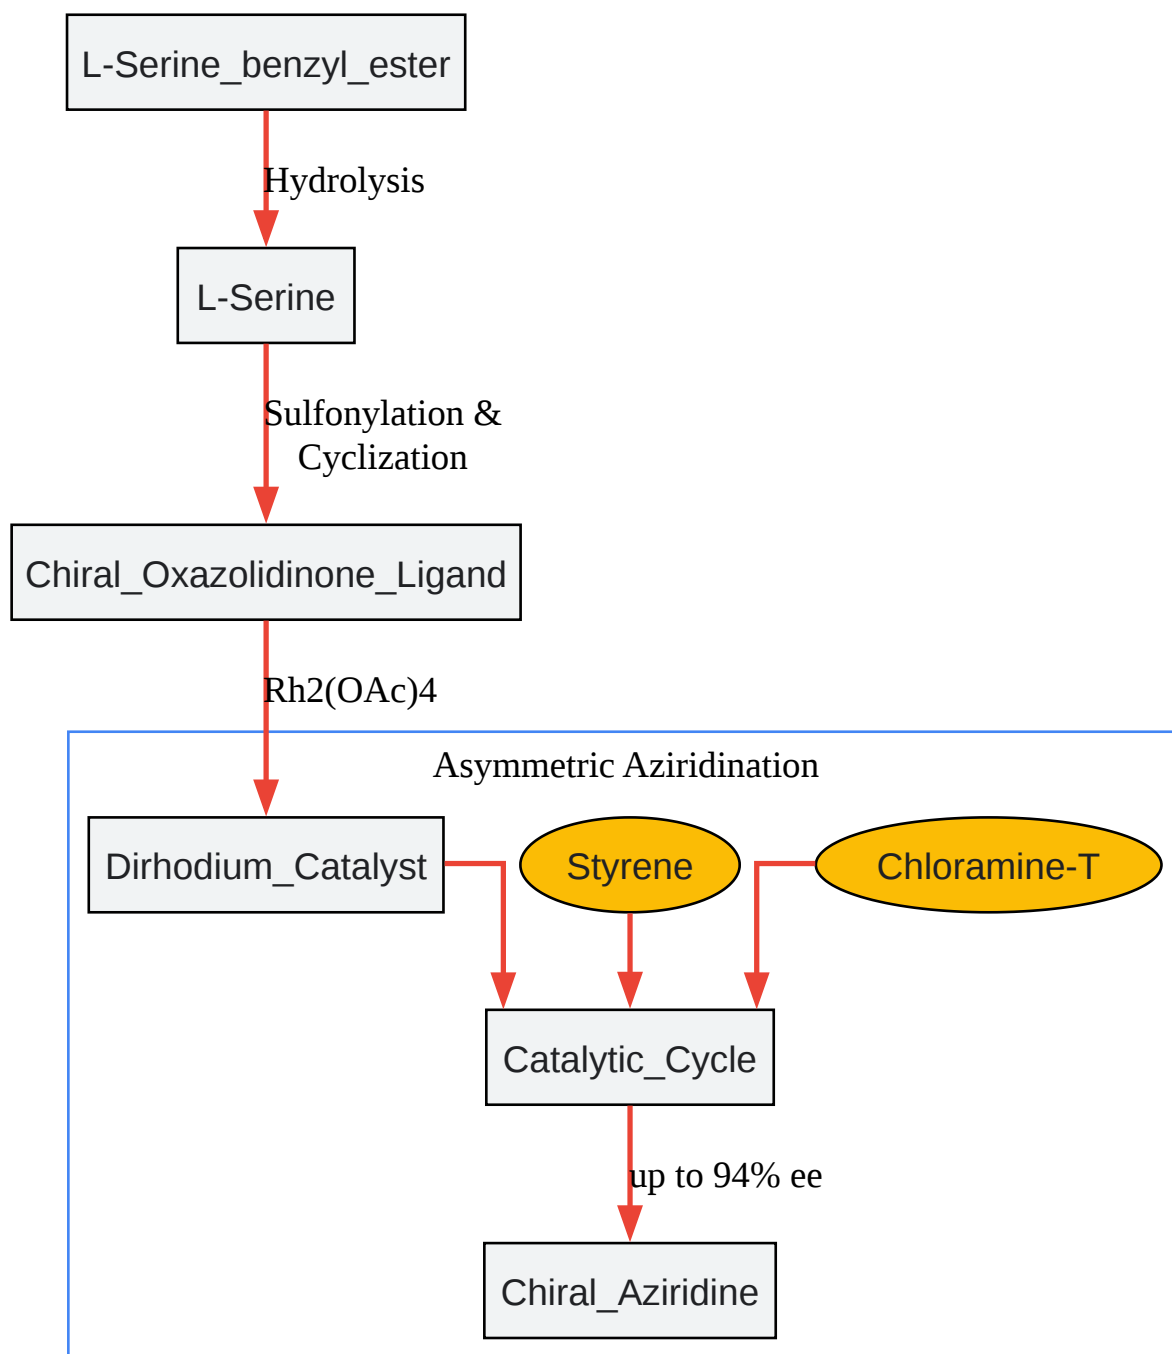 L-Serine_benzyl_ester
Hydrolysis
L-Serine
Sulfonylation &
Cyclization
Chiral_Oxazolidinone_Ligand
Rh2(OAc)4
Asymmetric Aziridination
Dirhodium_Catalyst
Styrene
Chloramine-T
Catalytic_Cycle
up to 94% ee
Chiral_Aziridine